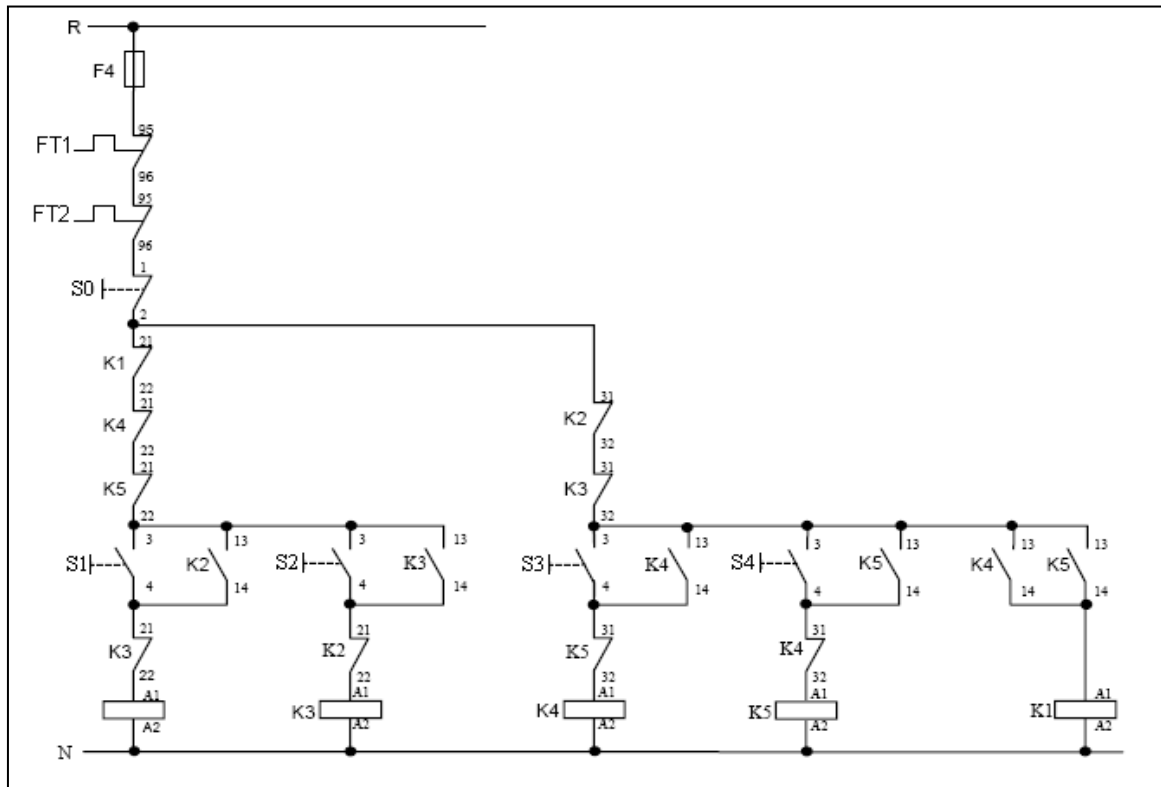 R
F4
95
FT1
96
95
FT2
96
1
S0
2
21
K1
22
21
31
K4
K2
22
32
21
31
K5
K3
22
32
3 13 3 13 3 13 3 13 13 13
S1 K2 S2 K3 S3 K4 S4 K5 K4 K5
4 14 4 14 4 14 4 14 14 14
21 21 31 31
K3 K2 K5 K4
22 22 32 32
A1 A1 A1 A1 A1
K3 K4 K5 K1
A2 A2 A2 A2 A2
N